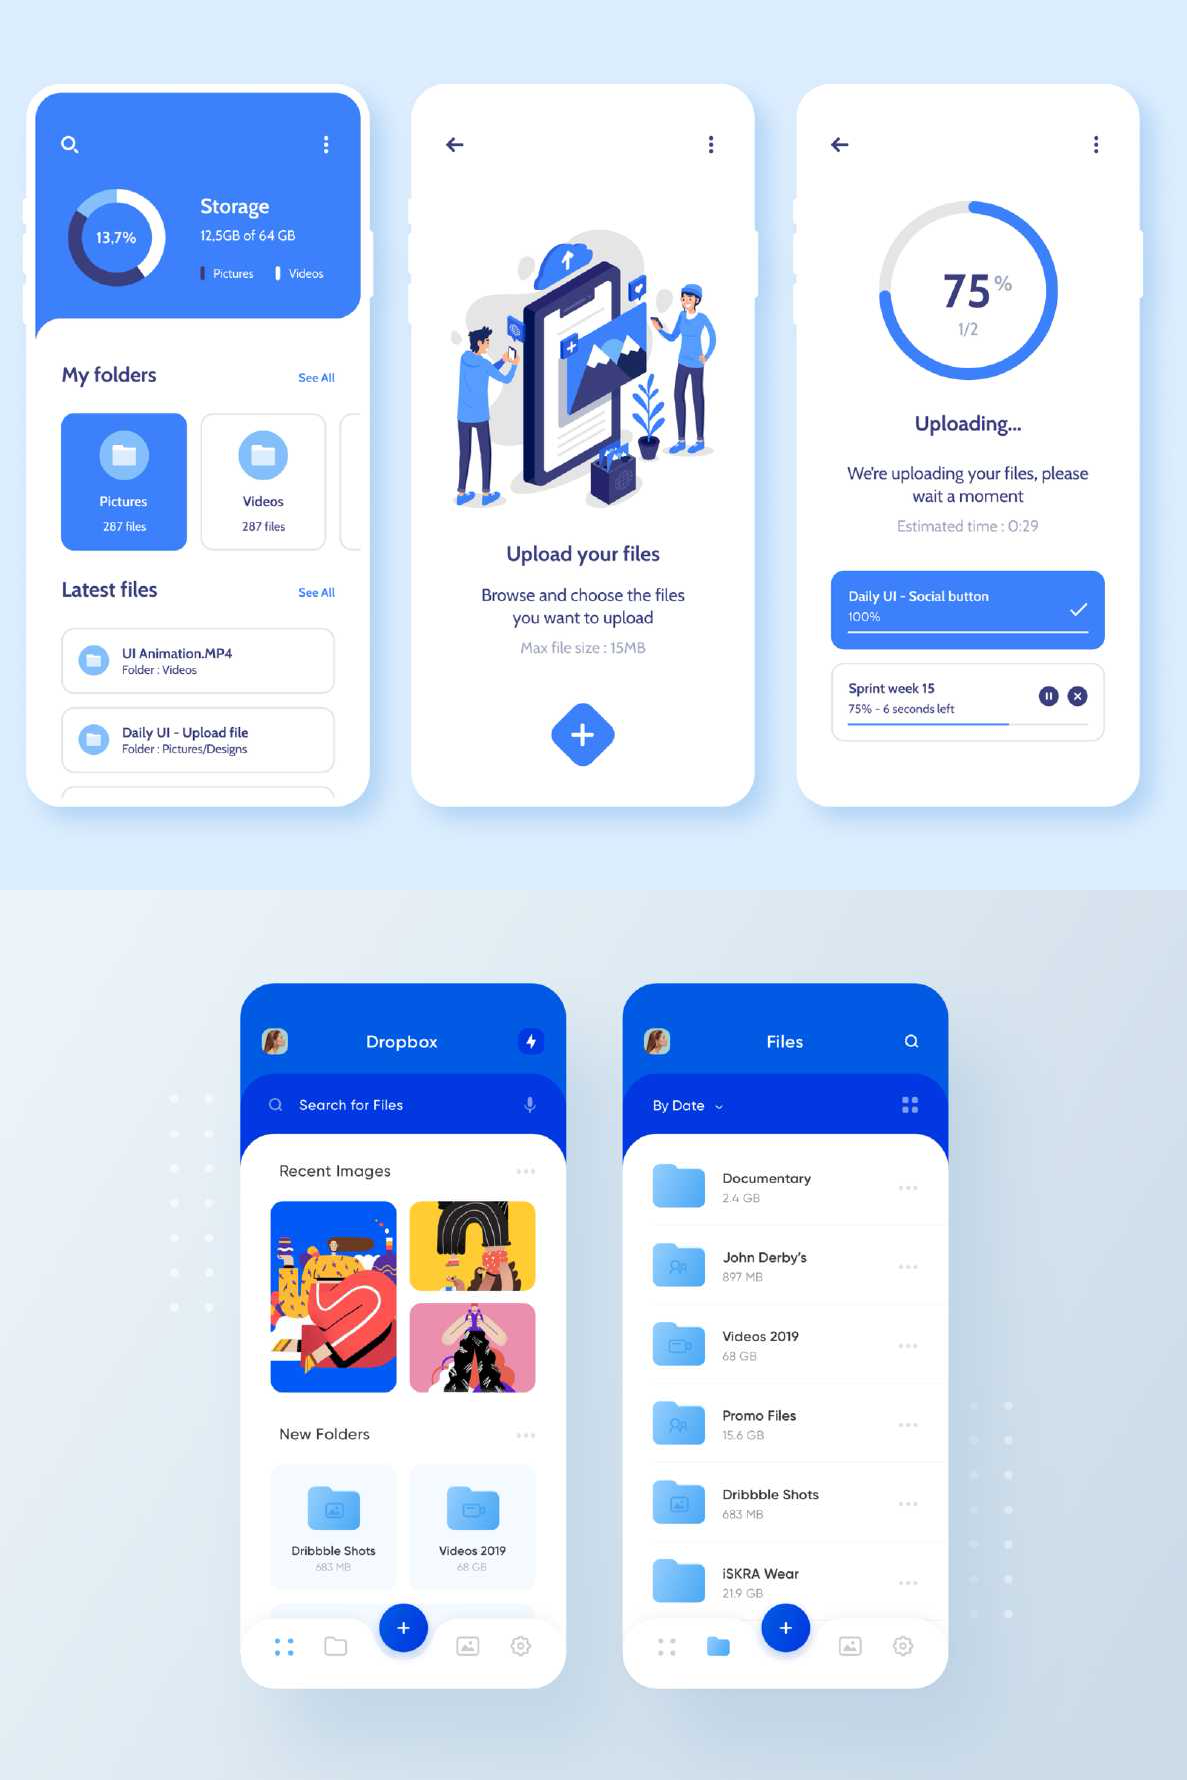 13,7%
Storage
12,5GB of 64 GB
Pictures
Videos
My folders
See All
Pictures
287 files
Videos
287 files
Latest files
See All
UI Animation.MP4
Folder : Videos
Daily UI - Upload file
Folder : Pictures/Designs
Upload your files
Browse and choose the files
you want to upload
Max file size : 15MB
75%
1/2
Uploading...
We're uploading your files, please
wait a moment
Estimated time : 0:29
Daily UI - Social button
100%
Sprint week 15
75% - 6 seconds left
Dropbox
Search for Files
Recent Images
New Folders
Dribbble Shots
683 MB
Videos 2019
68 GB
Files
By Date
Documentary
2.4 GB
John Derby's
897 MB
Videos 2019
68 GB
Promo Files
15.6 GB
Dribbble Shots
683 MB
iSKRA Wear
21.9 GB